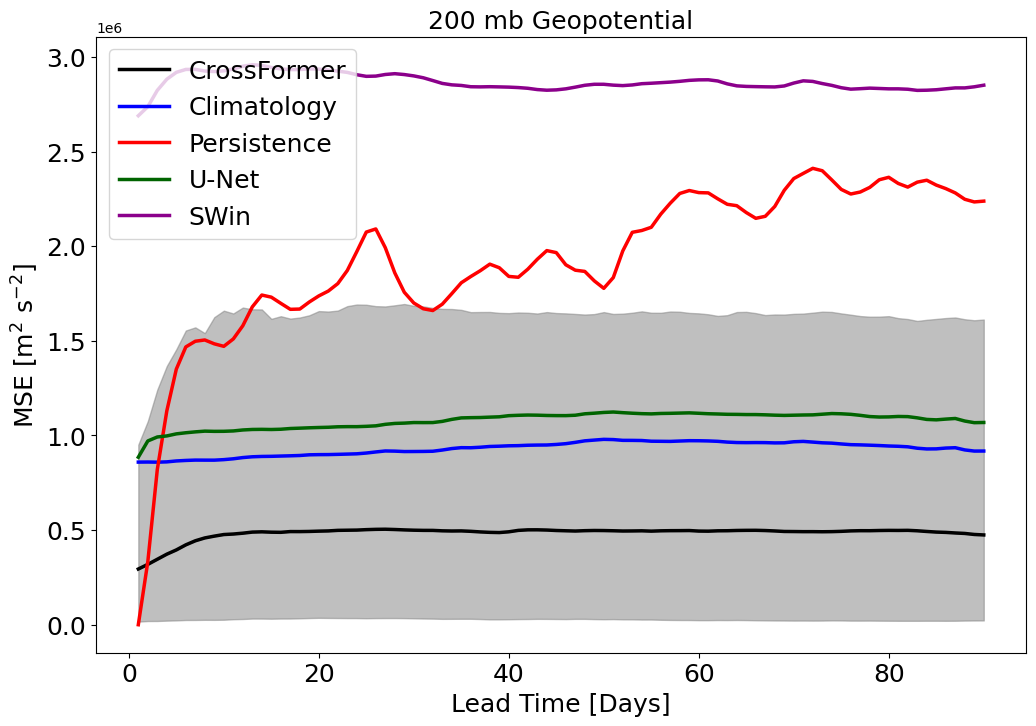 200 mb Geopotential
1e6
CrossFormer
Climatology
Persistence
U-Net
SWin
3.0
2.5
2.0
1.5
1.0
0.5
0.0
MSE [m² s⁻²]
0 20 40 60 80
Lead Time [Days]